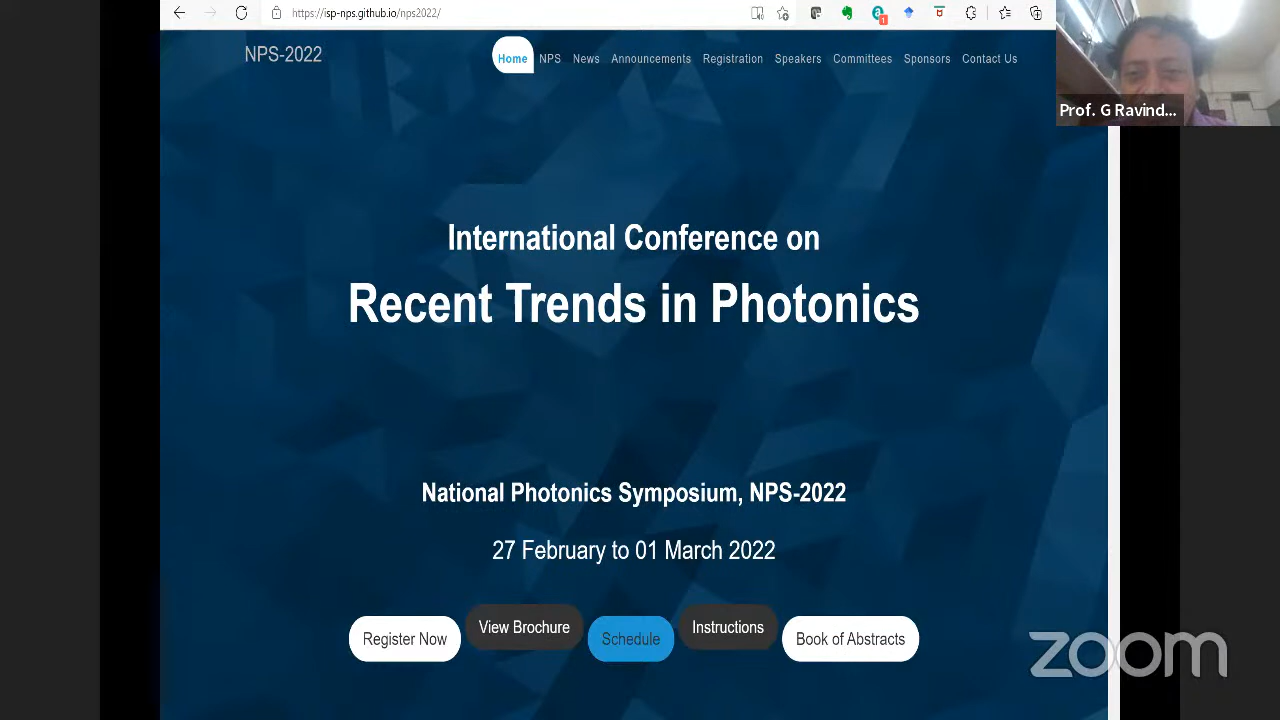 https://isp-nps.github.io/nps2022/
1
NPS-2022
Home NPS News Announcements Registration Speakers Committees Sponsors Contact Us
Prof. G Ravind...
International Conference on
Recent Trends in Photonics
National Photonics Symposium, NPS-2022
27 February to 01 March 2022
Register Now View Brochure Schedule Instructions Book of Abstracts
zoom